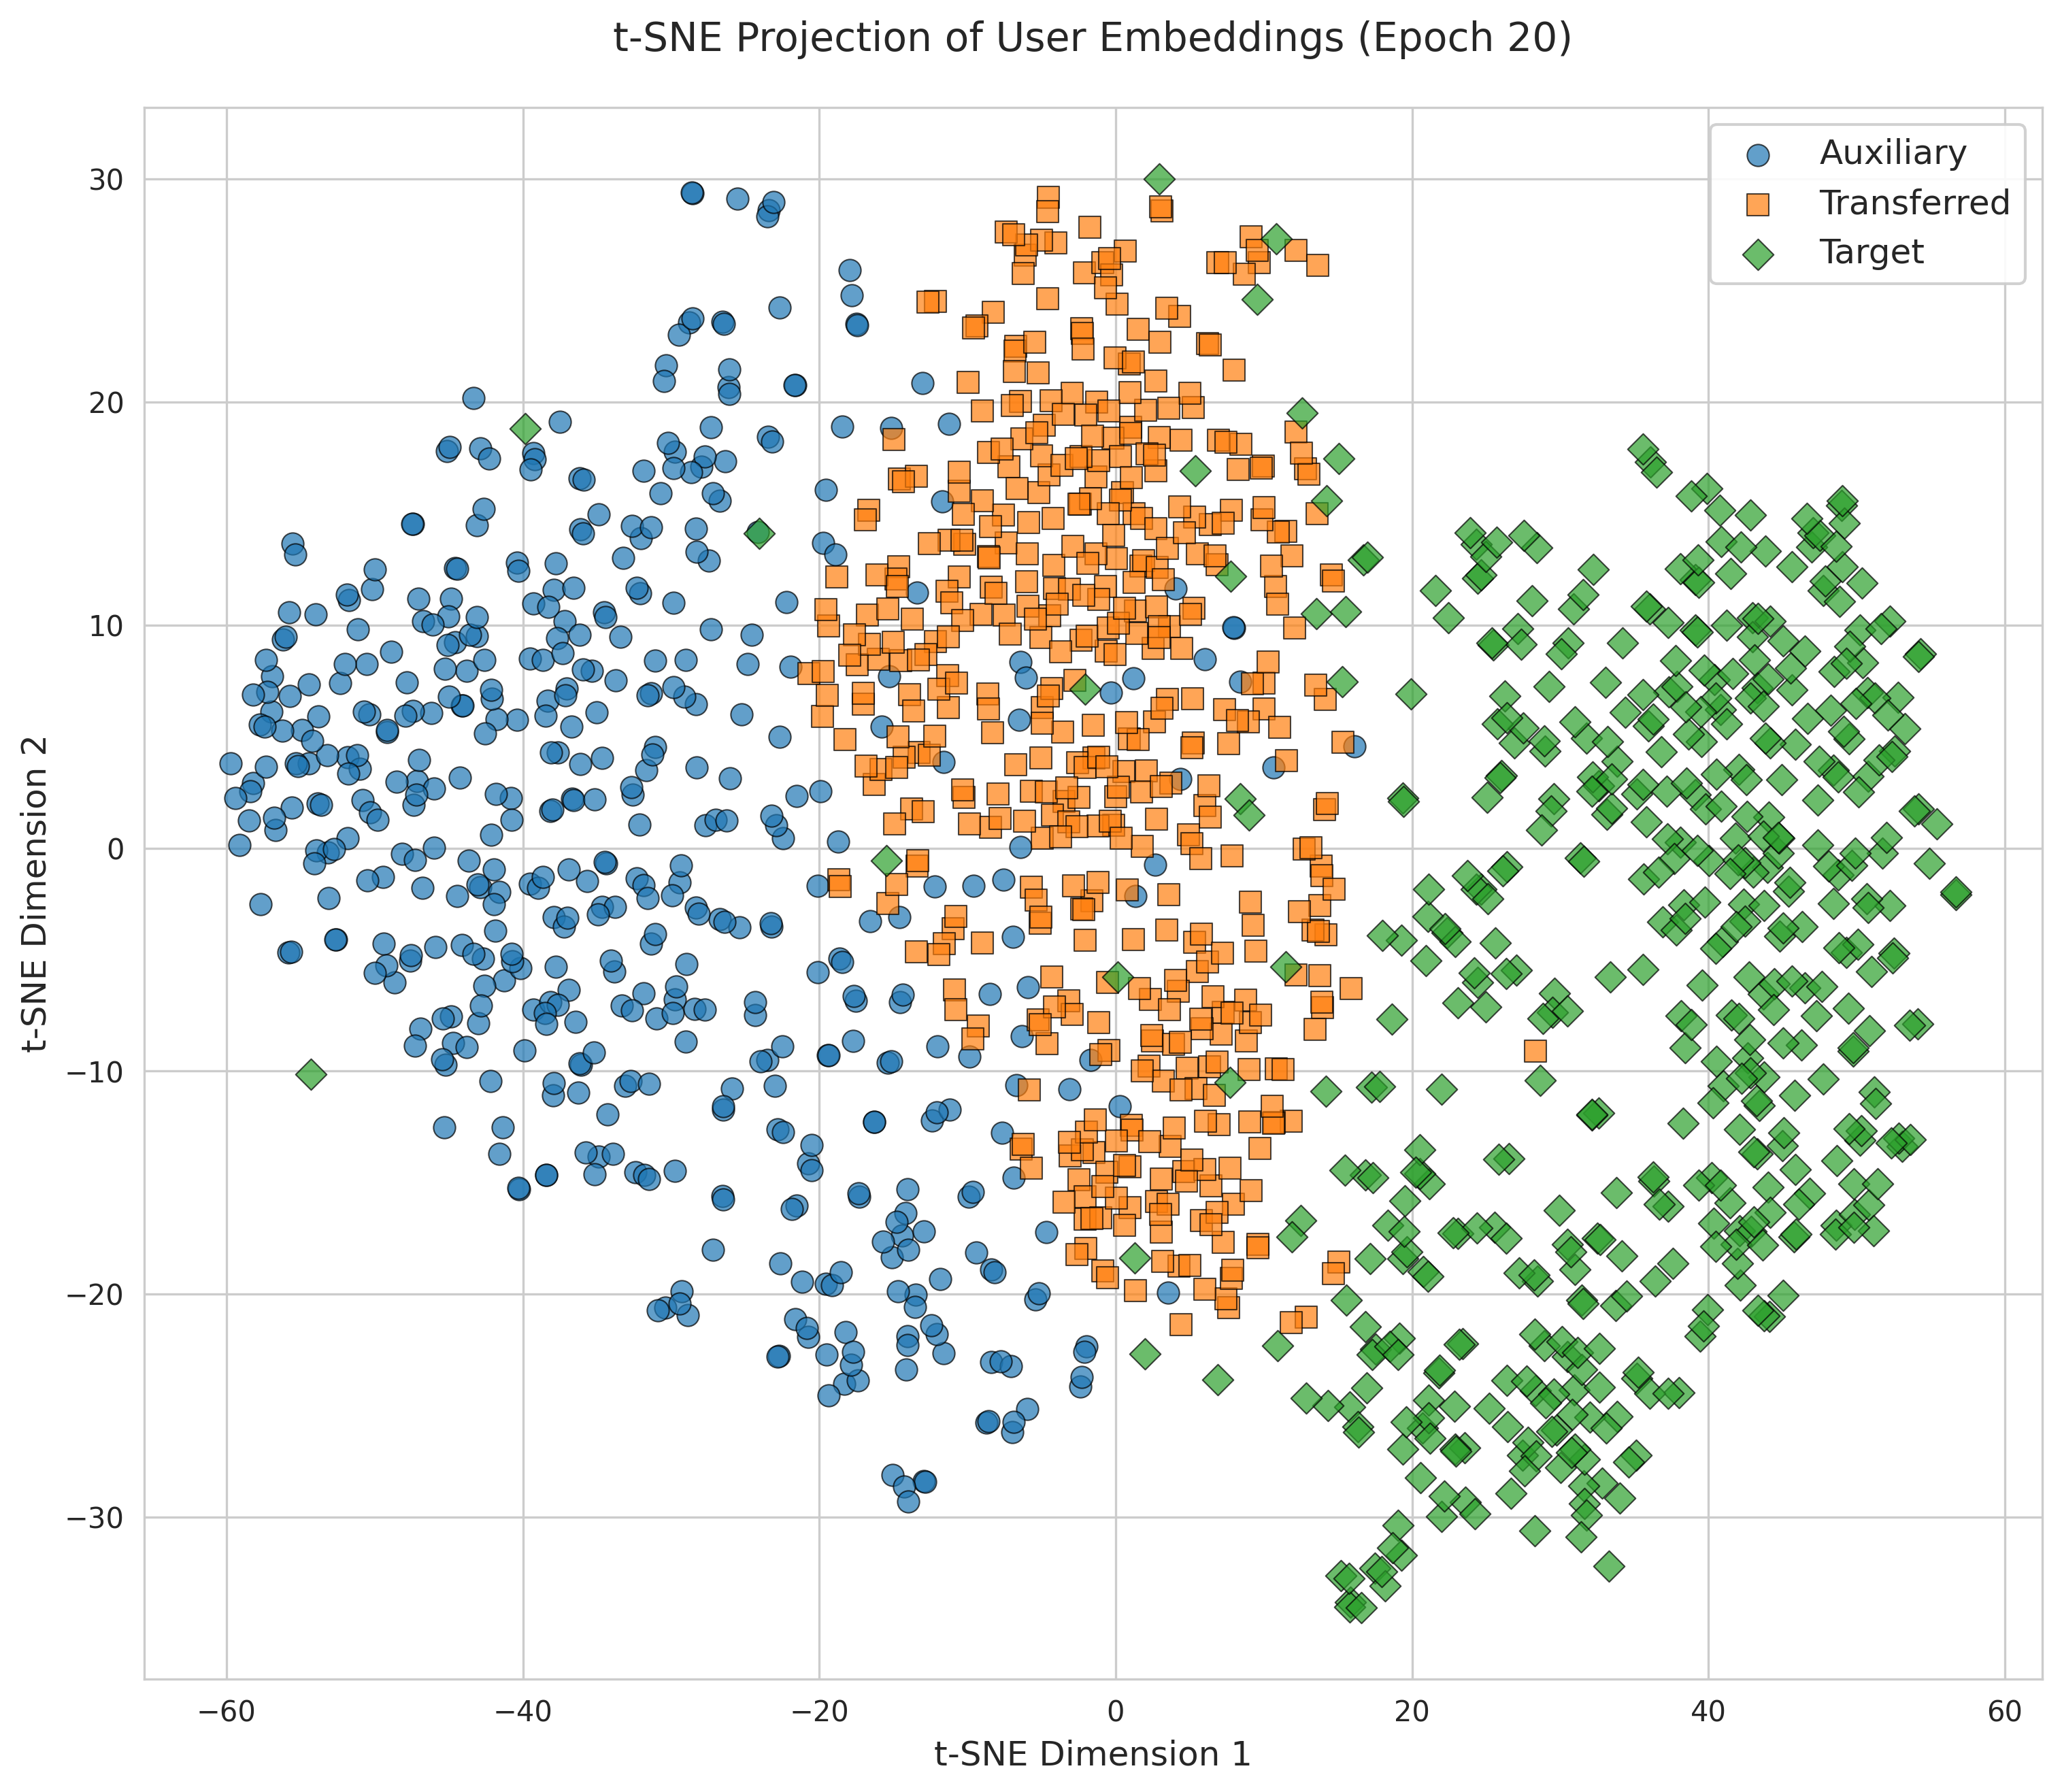 t-SNE Projection of User Embeddings (Epoch 20)
Auxiliary
Transferred
Target
t-SNE Dimension 2
30
20
10
0
−10
−20
−30
−60
−40
−20
0
20
40
60
t-SNE Dimension 1